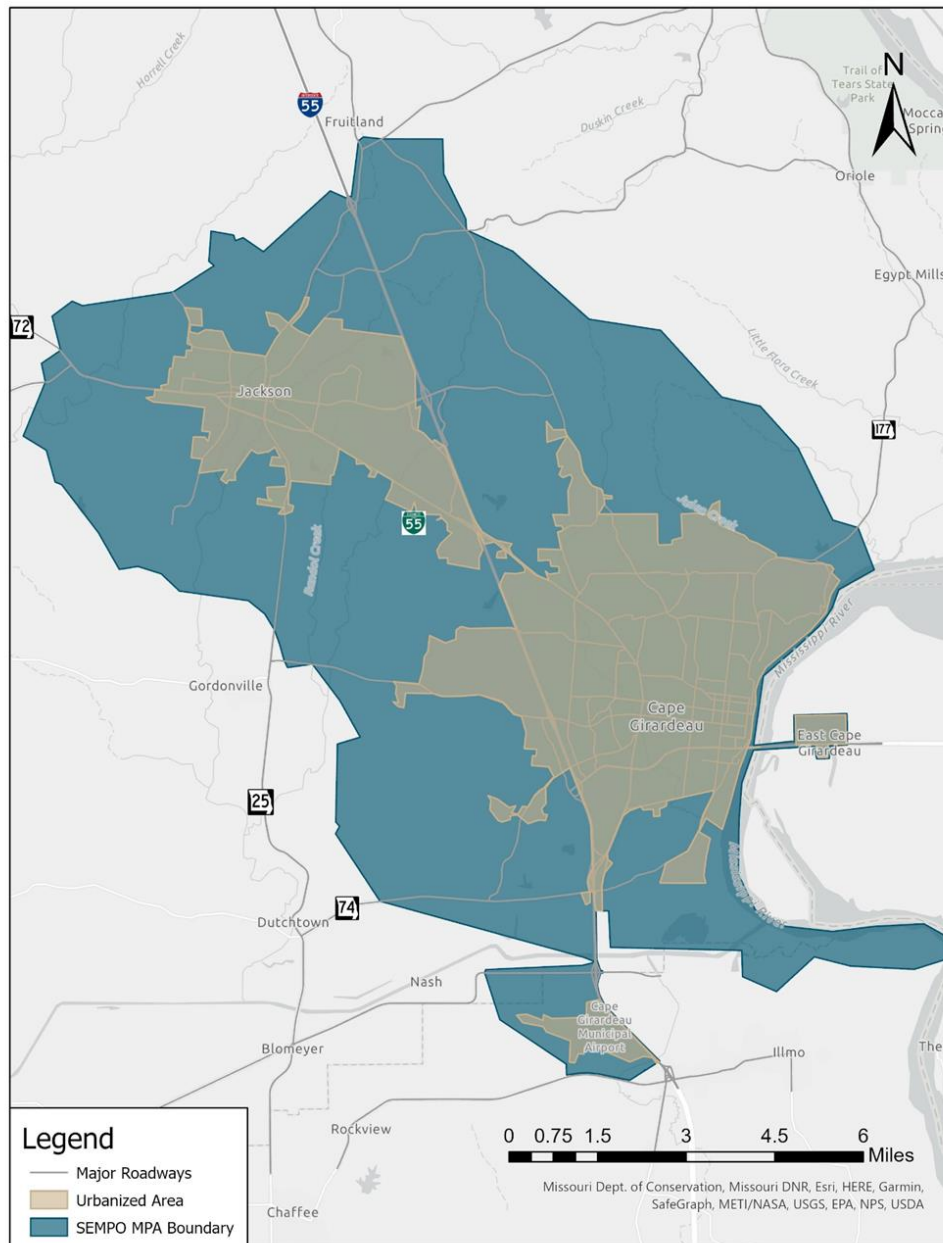 Horrell Creek
INTERSTATE
55
Fruitland
Duskin Creek
Trail of
Tears State
Park
N
Mocca
Spring
Oriole
Egypt Mills
72
Little Flora Creek
Jackson
177
55
Juden Creek
Randol Creek
Mississippi River
Gordonville
Cape
Girardeau
East Cape
Girardeau
25
Mississippi River
74
Dutchtown
Nash
Cape
Girardeau
Municipal
Airport
Blomeyer
Illmo
The
Rockview
Chaffee
Legend
Major Roadways
Urbanized Area
SEMPO MPA Boundary
0 0.75 1.5 3 4.5 6
Miles
Missouri Dept. of Conservation, Missouri DNR, Esri, HERE, Garmin,
SafeGraph, METI/NASA, USGS, EPA, NPS, USDA